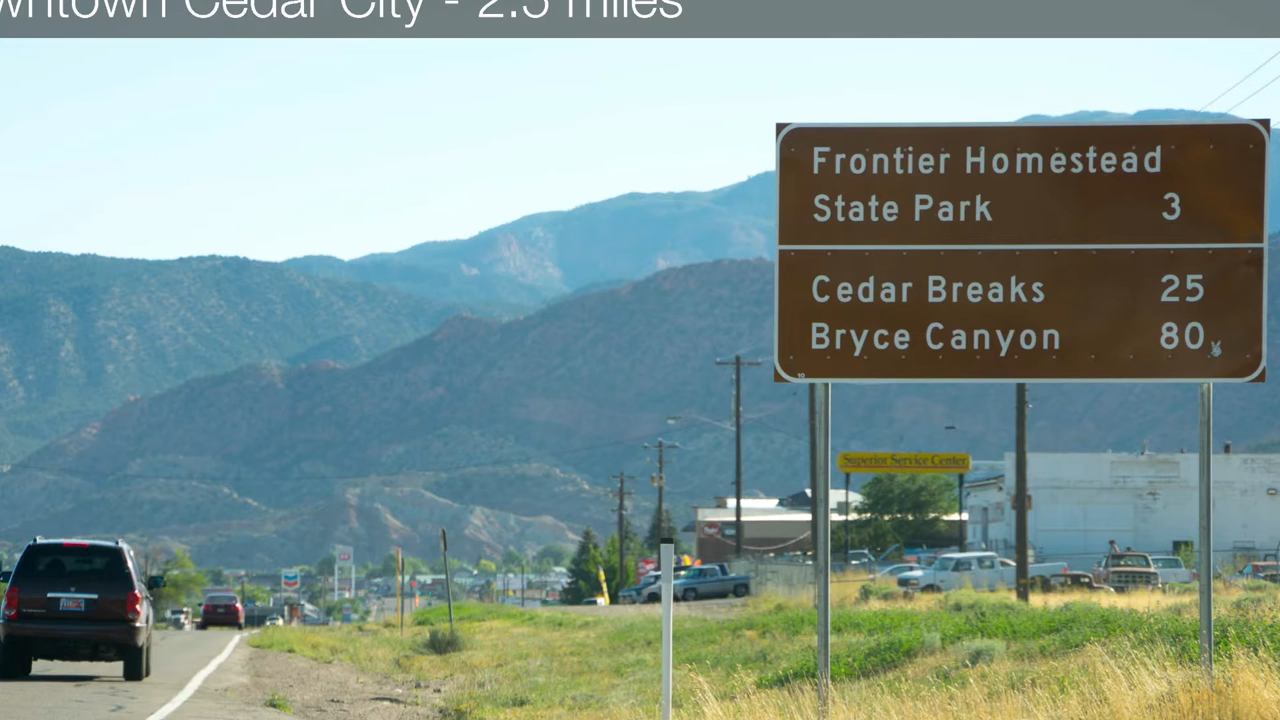 Cedar City - 2.5 miles
Frontier Homestead
State Park 3
Cedar Breaks 25
Bryce Canyon 80
10
Superior Service Center